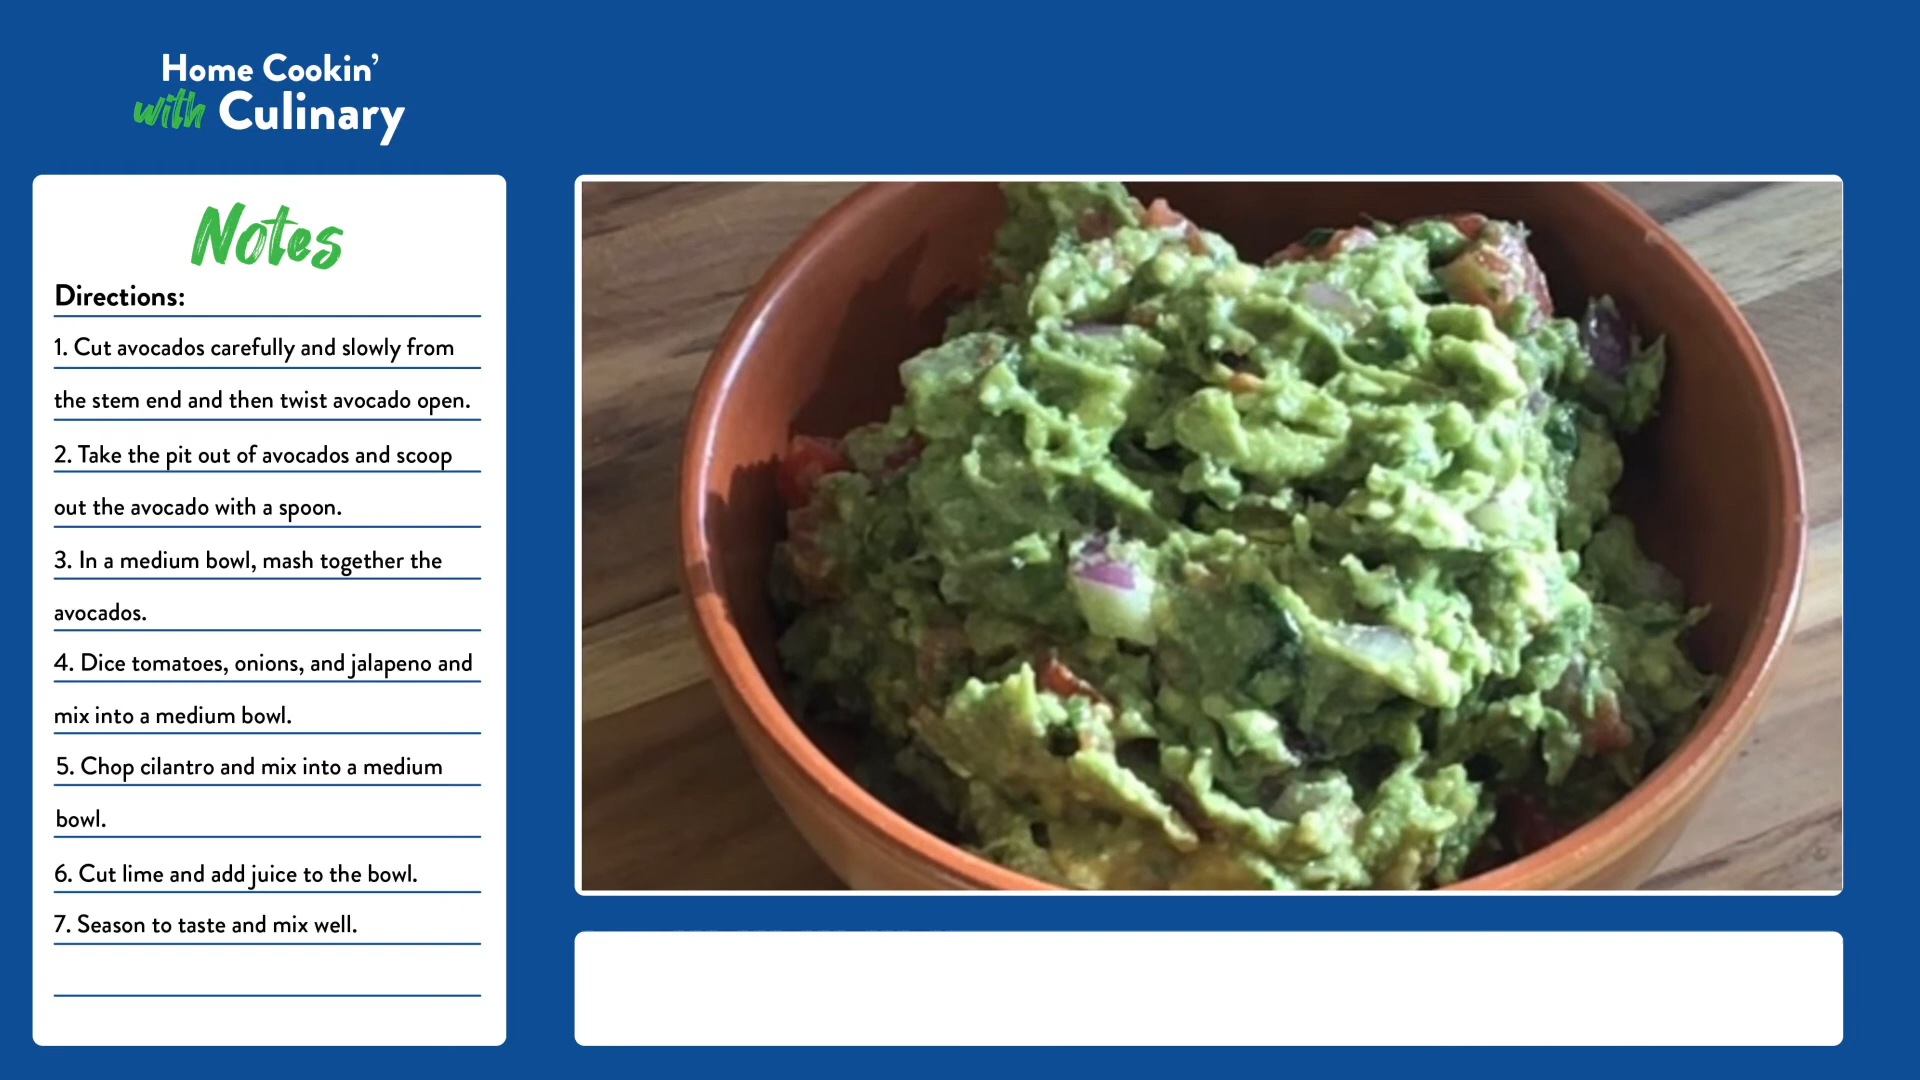 Home Cookin’
with Culinary
Notes
Directions:
1. Cut avocados carefully and slowly from
the stem end and then twist avocado open.
2. Take the pit out of avocados and scoop
out the avocado with a spoon.
3. In a medium bowl, mash together the
avocados.
4. Dice tomatoes, onions, and jalapeno and
mix into a medium bowl.
5. Chop cilantro and mix into a medium
bowl.
6. Cut lime and add juice to the bowl.
7. Season to taste and mix well.